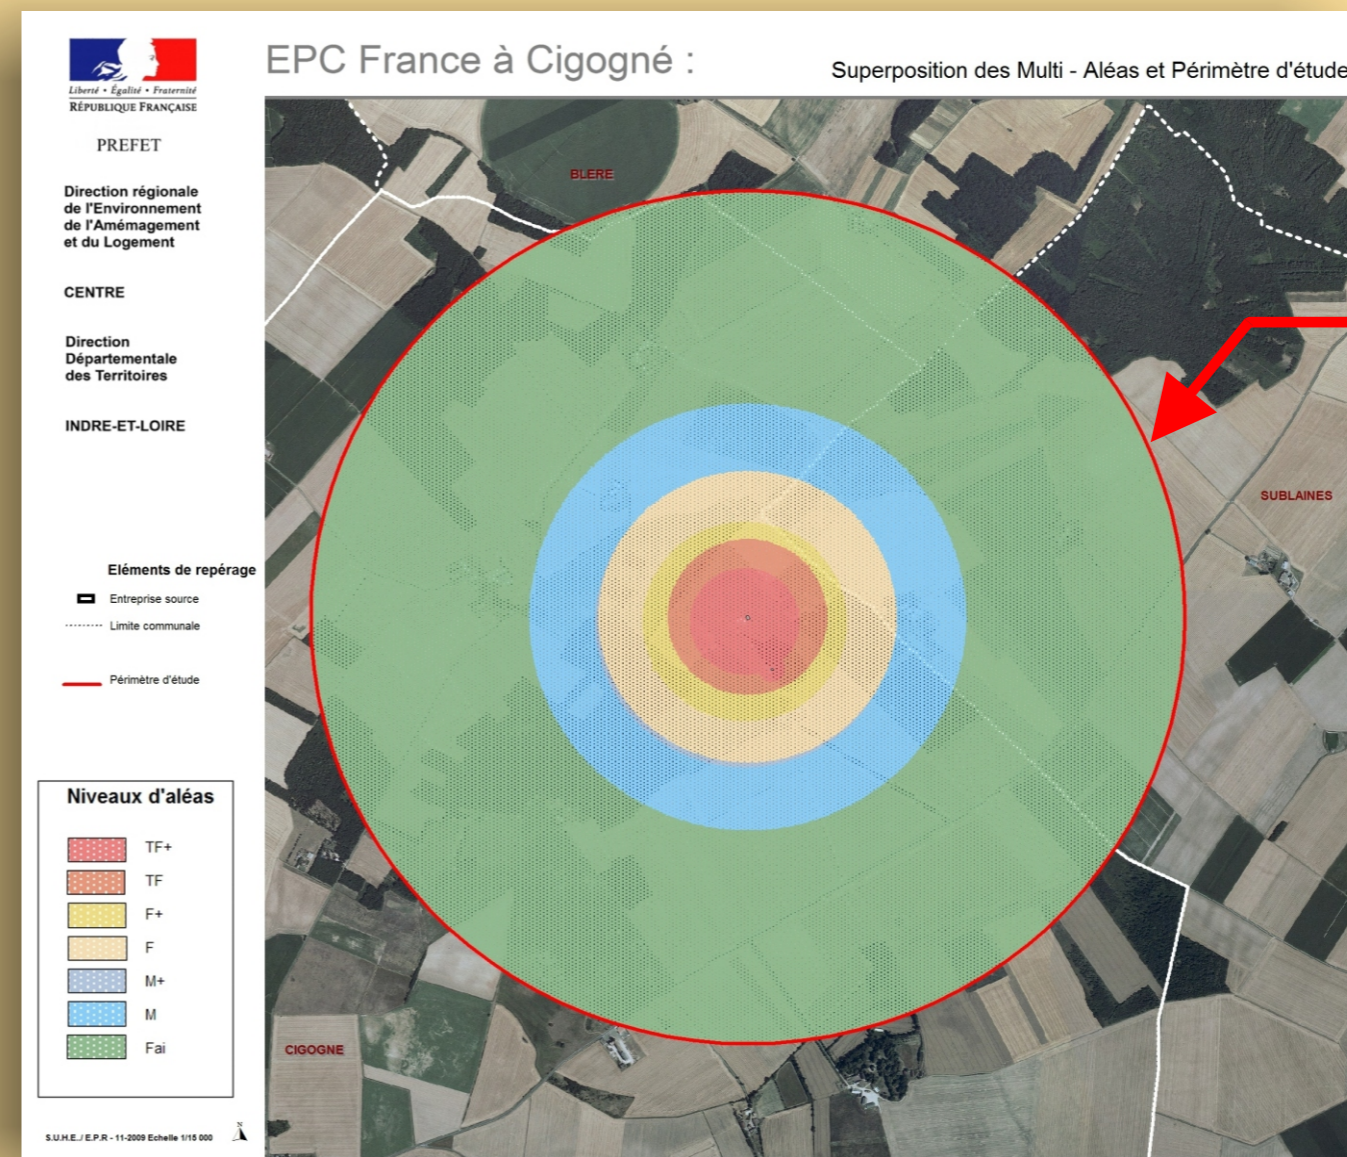 EPC France à Cigogné :
Superposition des Multi - Aléas et Périmètre d'étude
Liberté • Égalité • Fraternité
RÉPUBLIQUE FRANÇAISE
PREFET
Direction régionale
de l'Environnement
de l'Amémagement
et du Logement
CENTRE
Direction
Départementale
des Territoires
INDRE-ET-LOIRE
Eléments de repérage
Entreprise source
Limite communale
Périmètre d'étude
Niveaux d'aléas
TF+
TF
F+
F
M+
M
Fai
S.U.H.E../ E.P.R - 11-2009 Echelle 1/15 000
N
BLERE
SUBLAINES
CIGOGNE